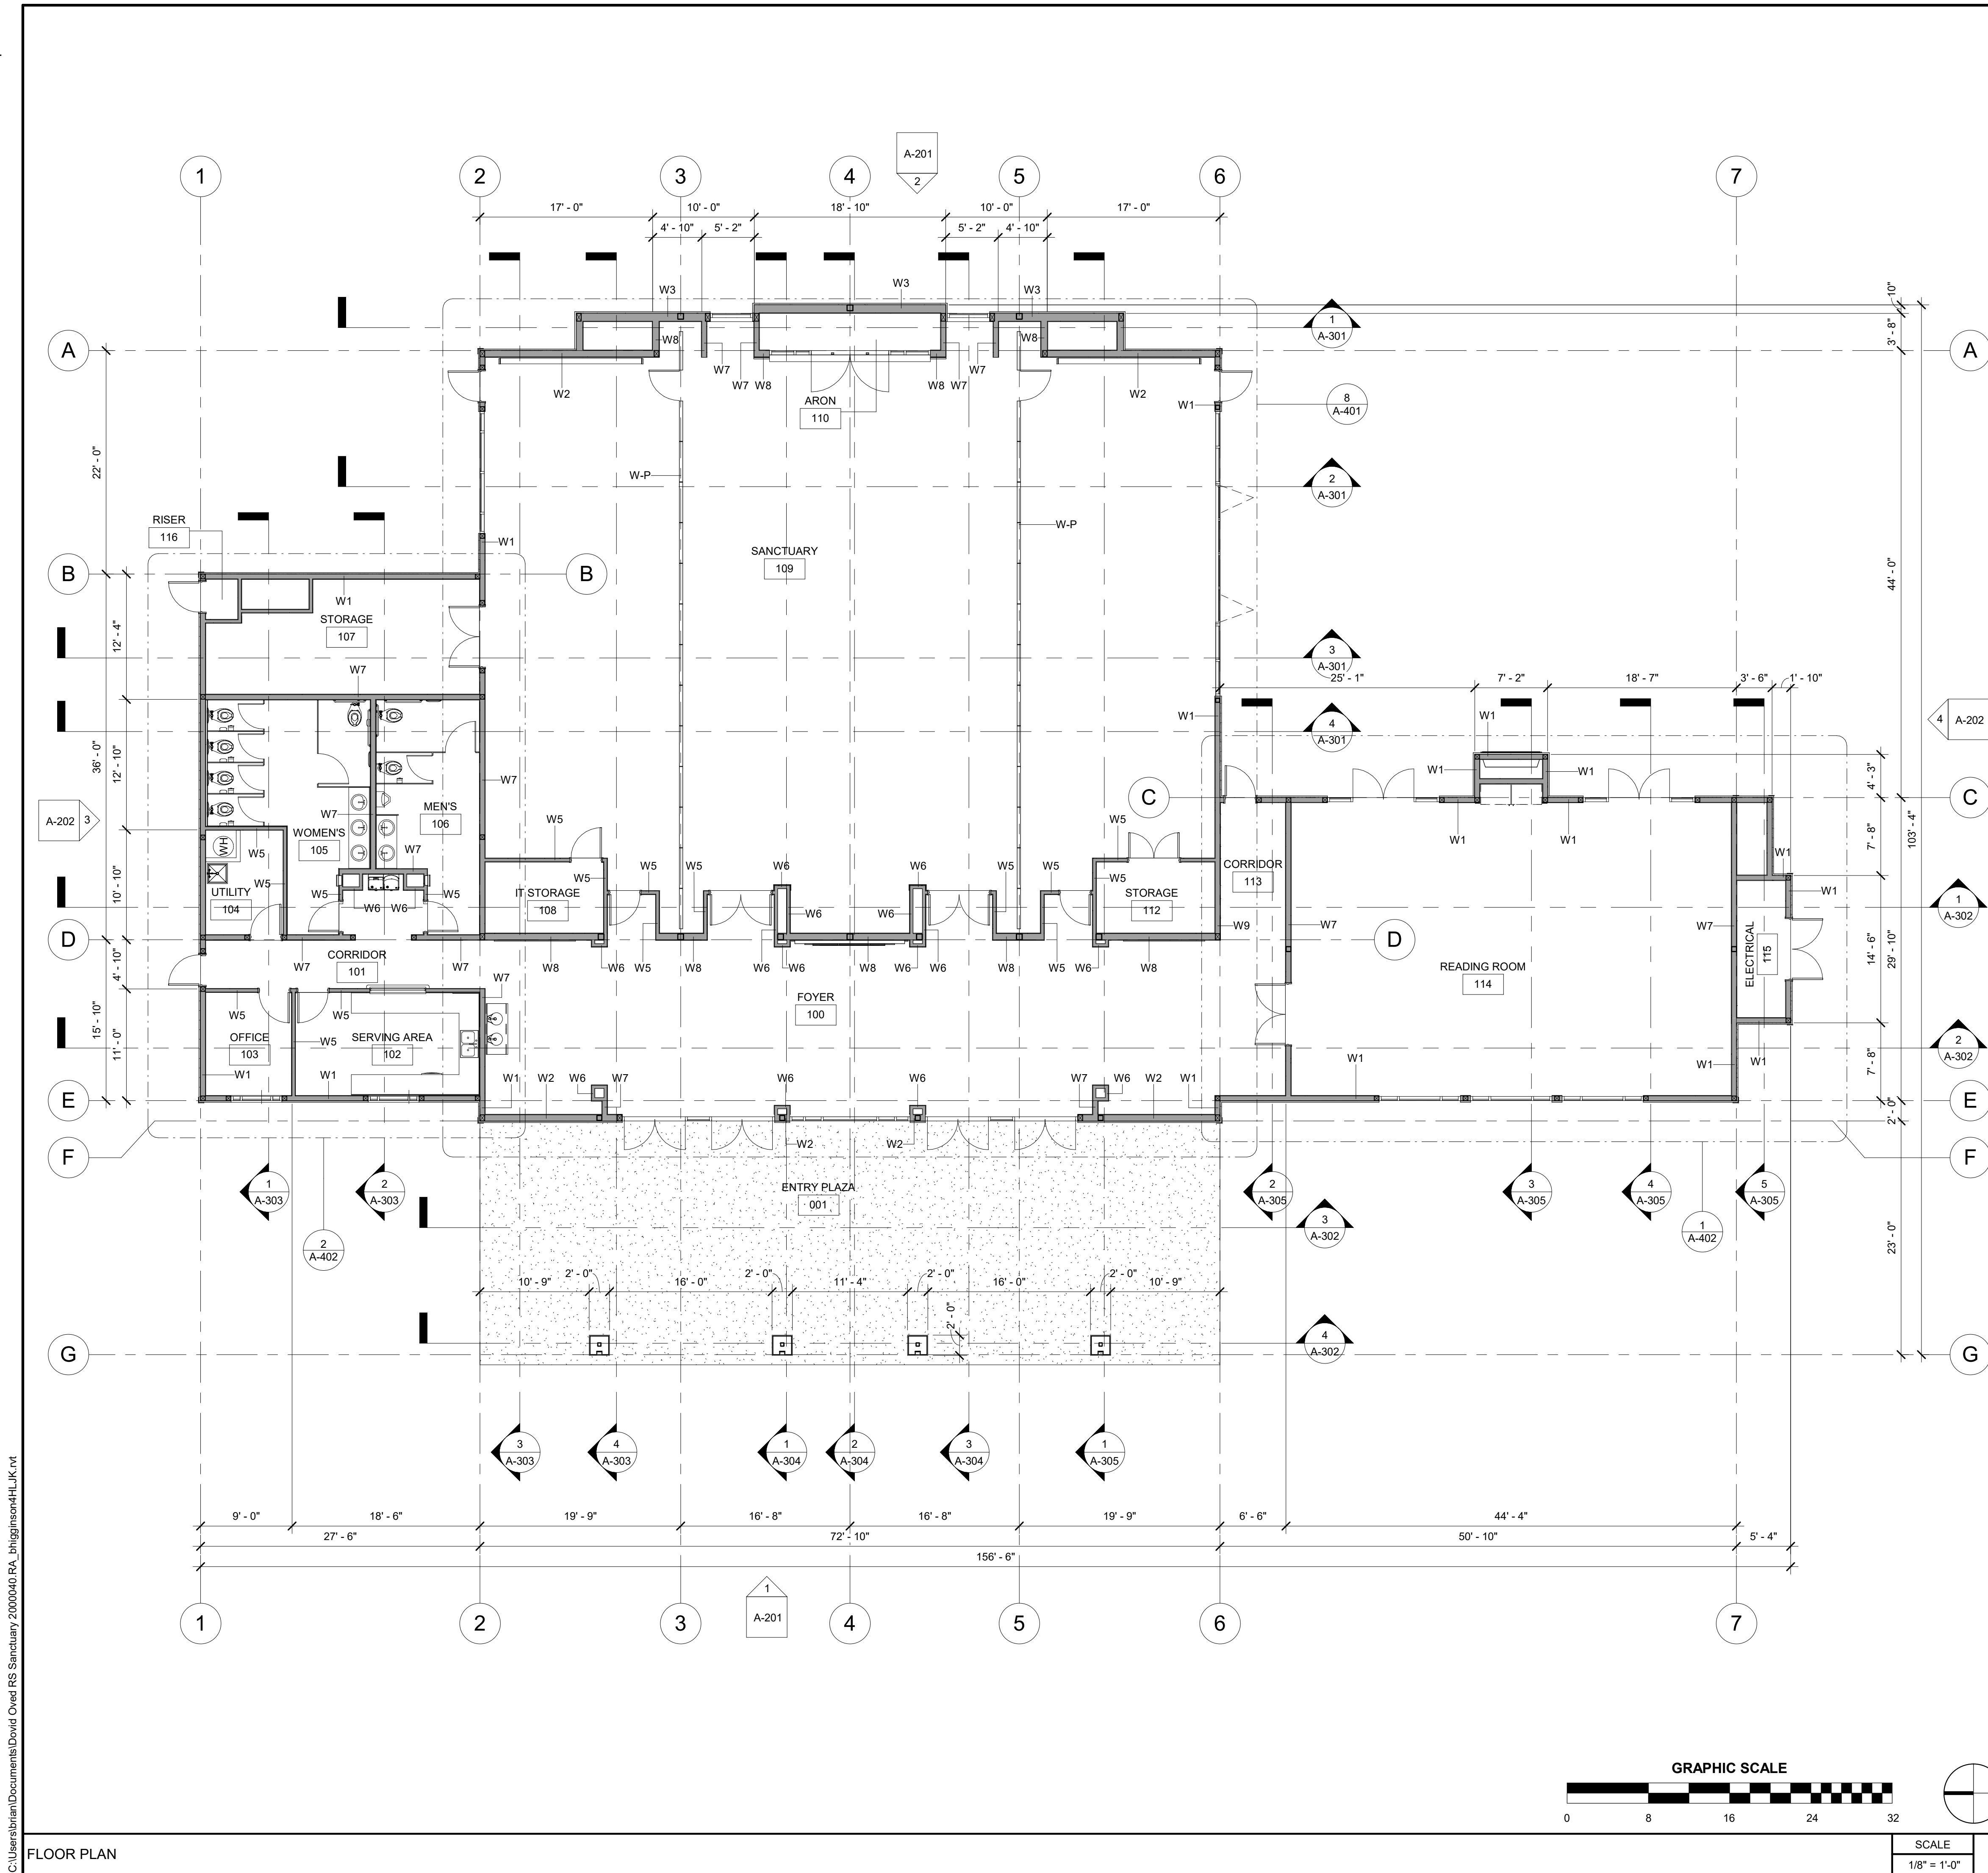 A-201
2
1
2
3
4
5
6
7
17' - 0"
10' - 0"
18' - 10"
10' - 0"
17' - 0"
4' - 10"
5' - 2"
5' - 2"
4' - 10"
10"
3' - 8"
W3
W3
W3
1
A-301
A
A
W8
W8
W7
W7
W8
W8
W7
W7
W2
W2
ARON
110
W1
8
A-401
22' - 0"
W-P
2
A-301
W-P
RISER
116
W1
SANCTUARY
109
44' - 0"
B
B
W1
STORAGE
107
12' - 4"
3
A-301
W7
25' - 1"
7' - 2"
18' - 7"
3' - 6"
1' - 10"
W1
W1
4
A-301
4
A-202
36' - 0"
12' - 10"
W7
W1
W1
4' - 3"
C
C
A-202
3
MEN'S
106
W7
WOMEN'S
105
W5
W5
W1
W1
7' - 8"
103' - 4"
WH
W5
W7
W5
W6
W5
W5
W6
W5
W5
W1
CORRIDOR
113
10' - 10"
UTILITY
104
W5
W5
W5
W6
W6
IT STORAGE
108
W5
STORAGE
112
W1
1
A-302
W6
W6
W9
W7
W7
D
D
4' - 10"
CORRIDOR
101
W7
W7
W7
W8
W6
W5
W8
W6
W6
W8
W6
W6
W8
W5
W6
W8
READING ROOM
114
ELECTRICAL
115
14' - 6"
29' - 10"
FOYER
100
15' - 10"
11' - 0"
W5
W5
OFFICE
103
W5
SERVING AREA
102
2
A-302
W1
W1
W1
W2
W6
W7
W6
W6
W7
W6
W2
W1
W1
W1
W1
7' - 8"
E
E
2' - 0"
F
F
W2
W2
1
A-303
2
A-303
ENTRY PLAZA
001
2
A-305
3
A-305
4
A-305
5
A-305
3
A-302
2
A-402
1
A-402
23' - 0"
10' - 9"
2' - 0"
16' - 0"
2' - 0"
11' - 4"
2' - 0"
16' - 0"
2' - 0"
10' - 9"
2' - 0"
4
A-302
G
G
3
A-303
4
A-303
1
A-304
2
A-304
3
A-304
1
A-305
9' - 0"
18' - 6"
19' - 9"
16' - 8"
16' - 8"
19' - 9"
6' - 6"
44' - 4"
27' - 6"
72' - 10"
50' - 10"
5' - 4"
156' - 6"
1
A-201
1
2
3
4
5
6
7
C:\Users\brian\Documents\Dovid Oved RS Sanctuary 2000040.RA_bhigginson4HLJK.rvt
GRAPHIC SCALE
0
8
16
24
32
FLOOR PLAN
SCALE
1/8" = 1'-0"